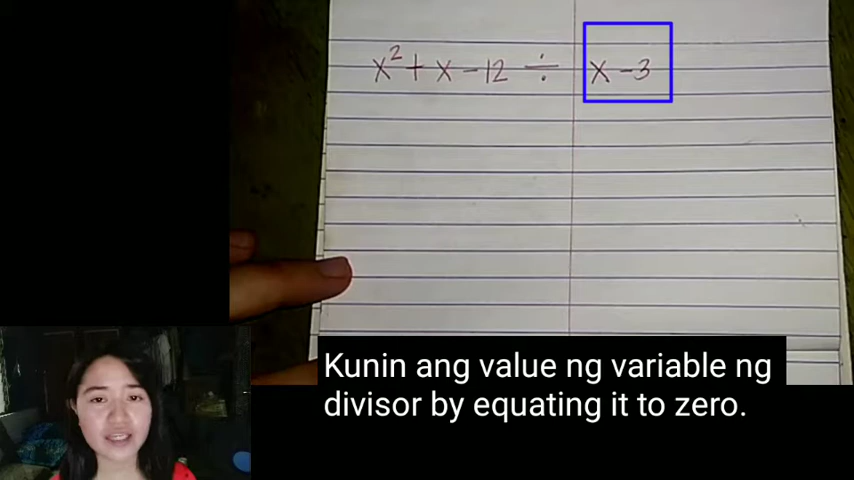 x² + x - 12 ÷ x - 3
Kunin ang value ng variable ng
divisor by equating it to zero.